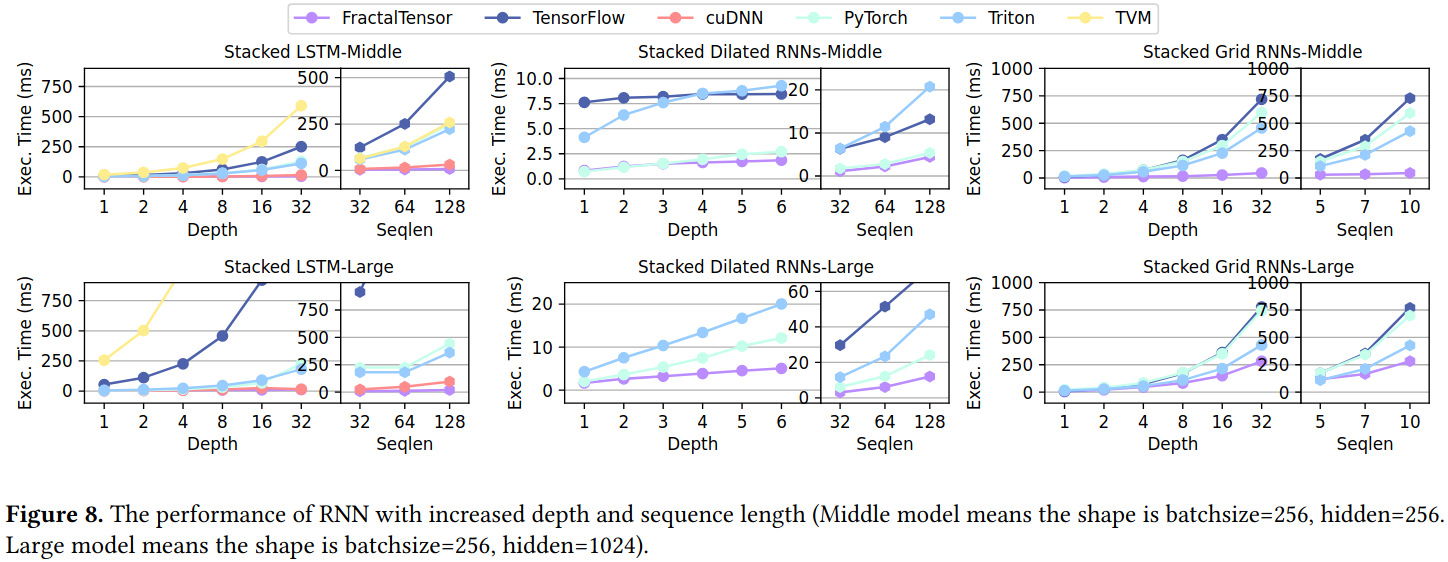 FractalTensor TensorFlow cuDNN PyTorch Triton TVM
Stacked LSTM-Middle
Exec. Time (ms)
750
500
250
0
1 2 4 8 16 32
Depth
500
250
0
32 64 128
Seqlen
Stacked Dilated RNNs-Middle
Exec. Time (ms)
10.0
7.5
5.0
2.5
0.0
1 2 3 4 5 6
Depth
20
10
0
32 64 128
Seqlen
Stacked Grid RNNs-Middle
Exec. Time (ms)
1000
750
500
250
0
1 2 4 8 16 32
Depth
1000
750
500
250
0
5 7 10
Seqlen
Stacked LSTM-Large
Exec. Time (ms)
750
500
250
0
1 2 4 8 16 32
Depth
750
500
250
0
32 64 128
Seqlen
Stacked Dilated RNNs-Large
Exec. Time (ms)
20
10
0
1 2 3 4 5 6
Depth
60
40
20
0
32 64 128
Seqlen
Stacked Grid RNNs-Large
Exec. Time (ms)
1000
750
500
250
0
1 2 4 8 16 32
Depth
1000
750
500
250
0
5 7 10
Seqlen
Figure 8. The performance of RNN with increased depth and sequence length (Middle model means the shape is batchsize=256, hidden=256.
Large model means the shape is batchsize=256, hidden=1024).